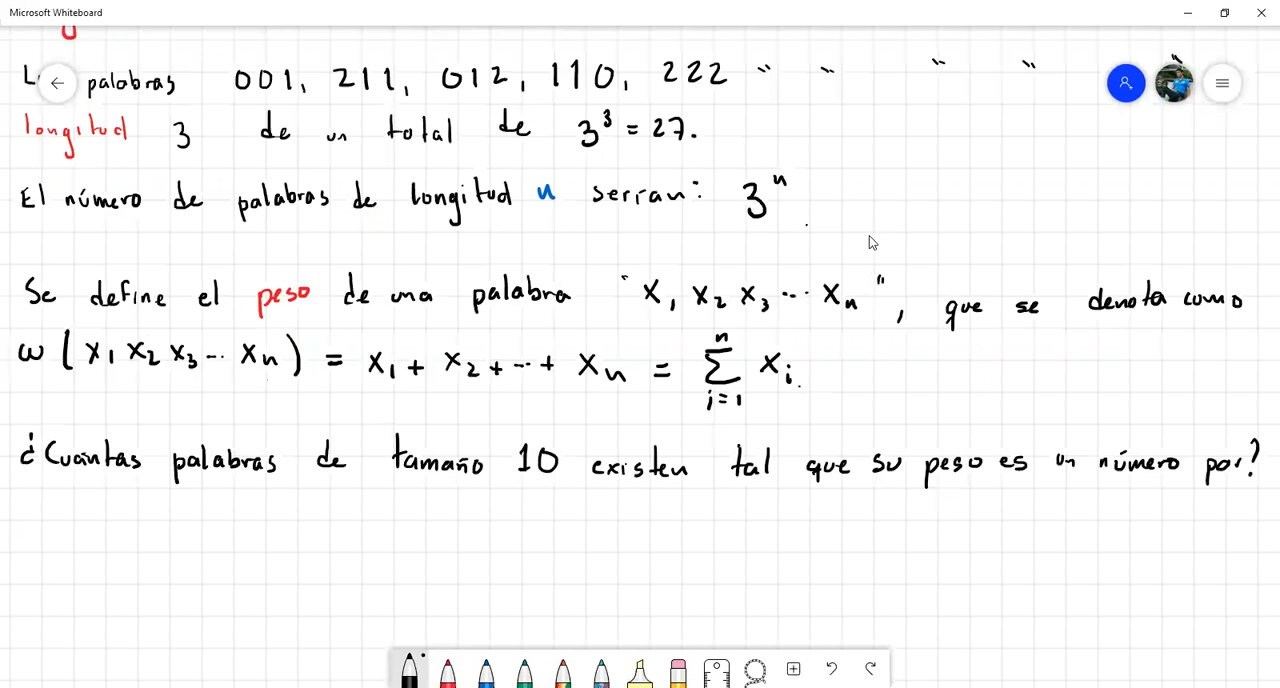 Microsoft Whiteboard
palabras 001, 211, 012, 110, 222 " " " " "
longitud 3 de un total de 3³ = 27.
El número de palabras de longitud n serían: 3ⁿ
Se define el peso de una palabra "x₁ x₂ x₃ ... xₙ", que se denota como
ω(x₁ x₂ x₃ ... xₙ) = x₁ + x₂ + ... + xₙ = ∑ⁿᵢ₌₁ xᵢ.
¿Cuántas palabras de tamaño 10 existen tal que su peso es un número par?